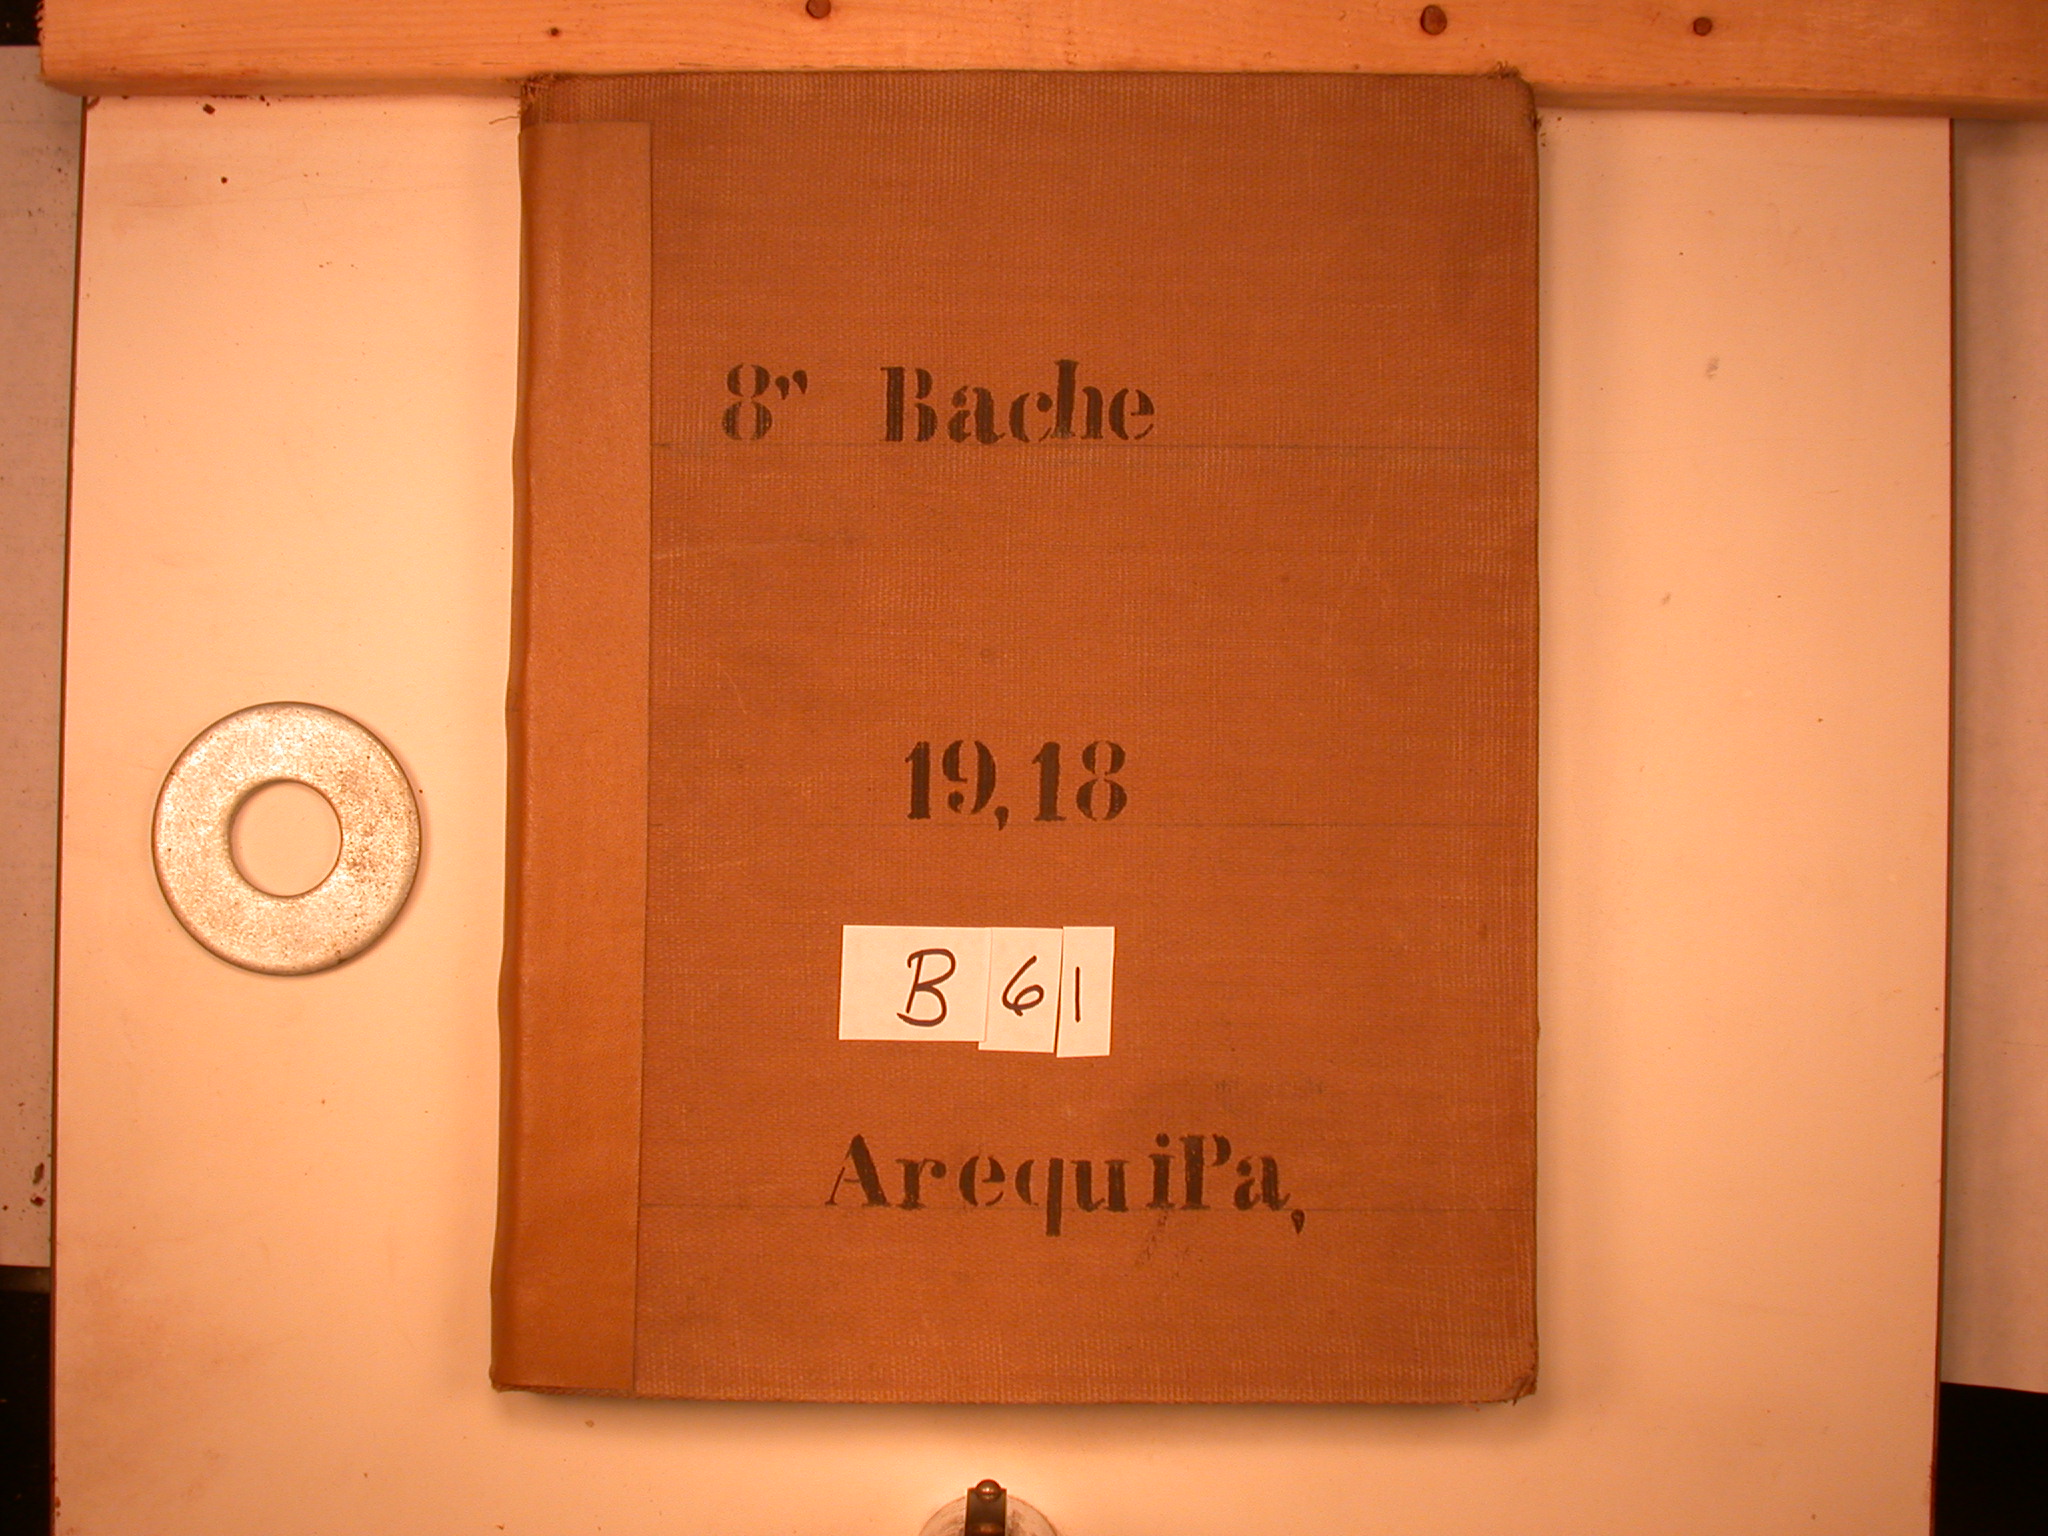 8" Bache
19,18
B 61
ArequiPa,